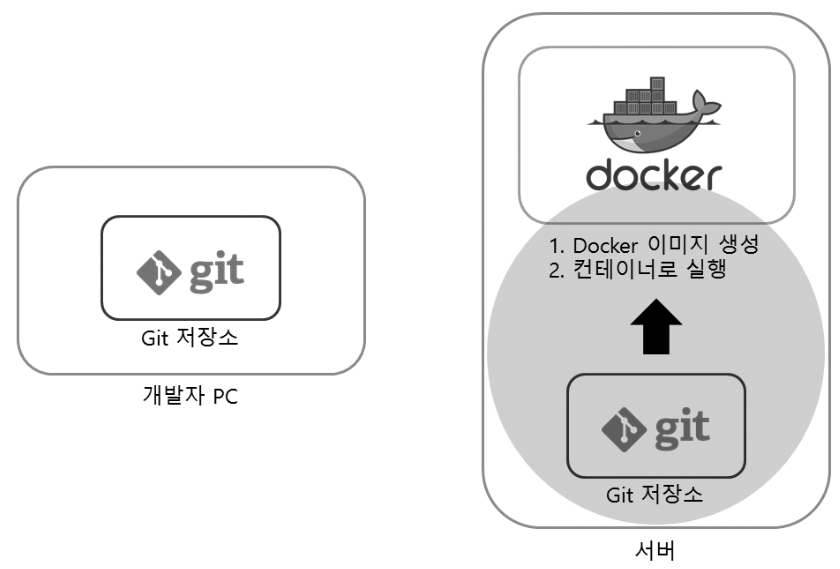 git
Git 저장소
개발자 PC
docker
1. Docker 이미지 생성
2. 컨테이너로 실행
git
Git 저장소
서버